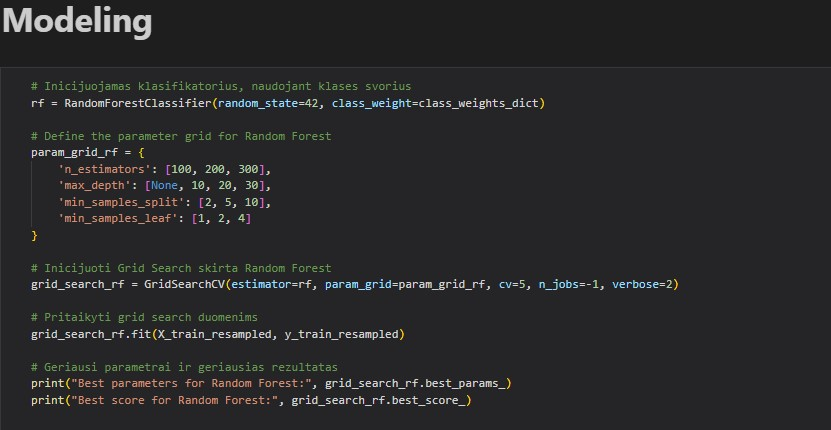 Modeling
# Inicijuojamas klasifikatorius, naudojant klases svorius
rf = RandomForestClassifier(random_state=42, class_weight=class_weights_dict)
# Define the parameter grid for Random Forest
param_grid_rf = {
'n_estimators': [100, 200, 300],
'max_depth': [None, 10, 20, 30],
'min_samples_split': [2, 5, 10],
'min_samples_leaf': [1, 2, 4]
}
# Inicijuoti Grid Search skirta Random Forest
grid_search_rf = GridSearchCV(estimator=rf, param_grid=param_grid_rf, cv=5, n_jobs=-1, verbose=2)
# Pritaikyti grid search duomenims
grid_search_rf.fit(X_train_resampled, y_train_resampled)
# Geriausi parametrai ir geriausias rezultatas
print("Best parameters for Random Forest:", grid_search_rf.best_params_)
print("Best score for Random Forest:", grid_search_rf.best_score_)